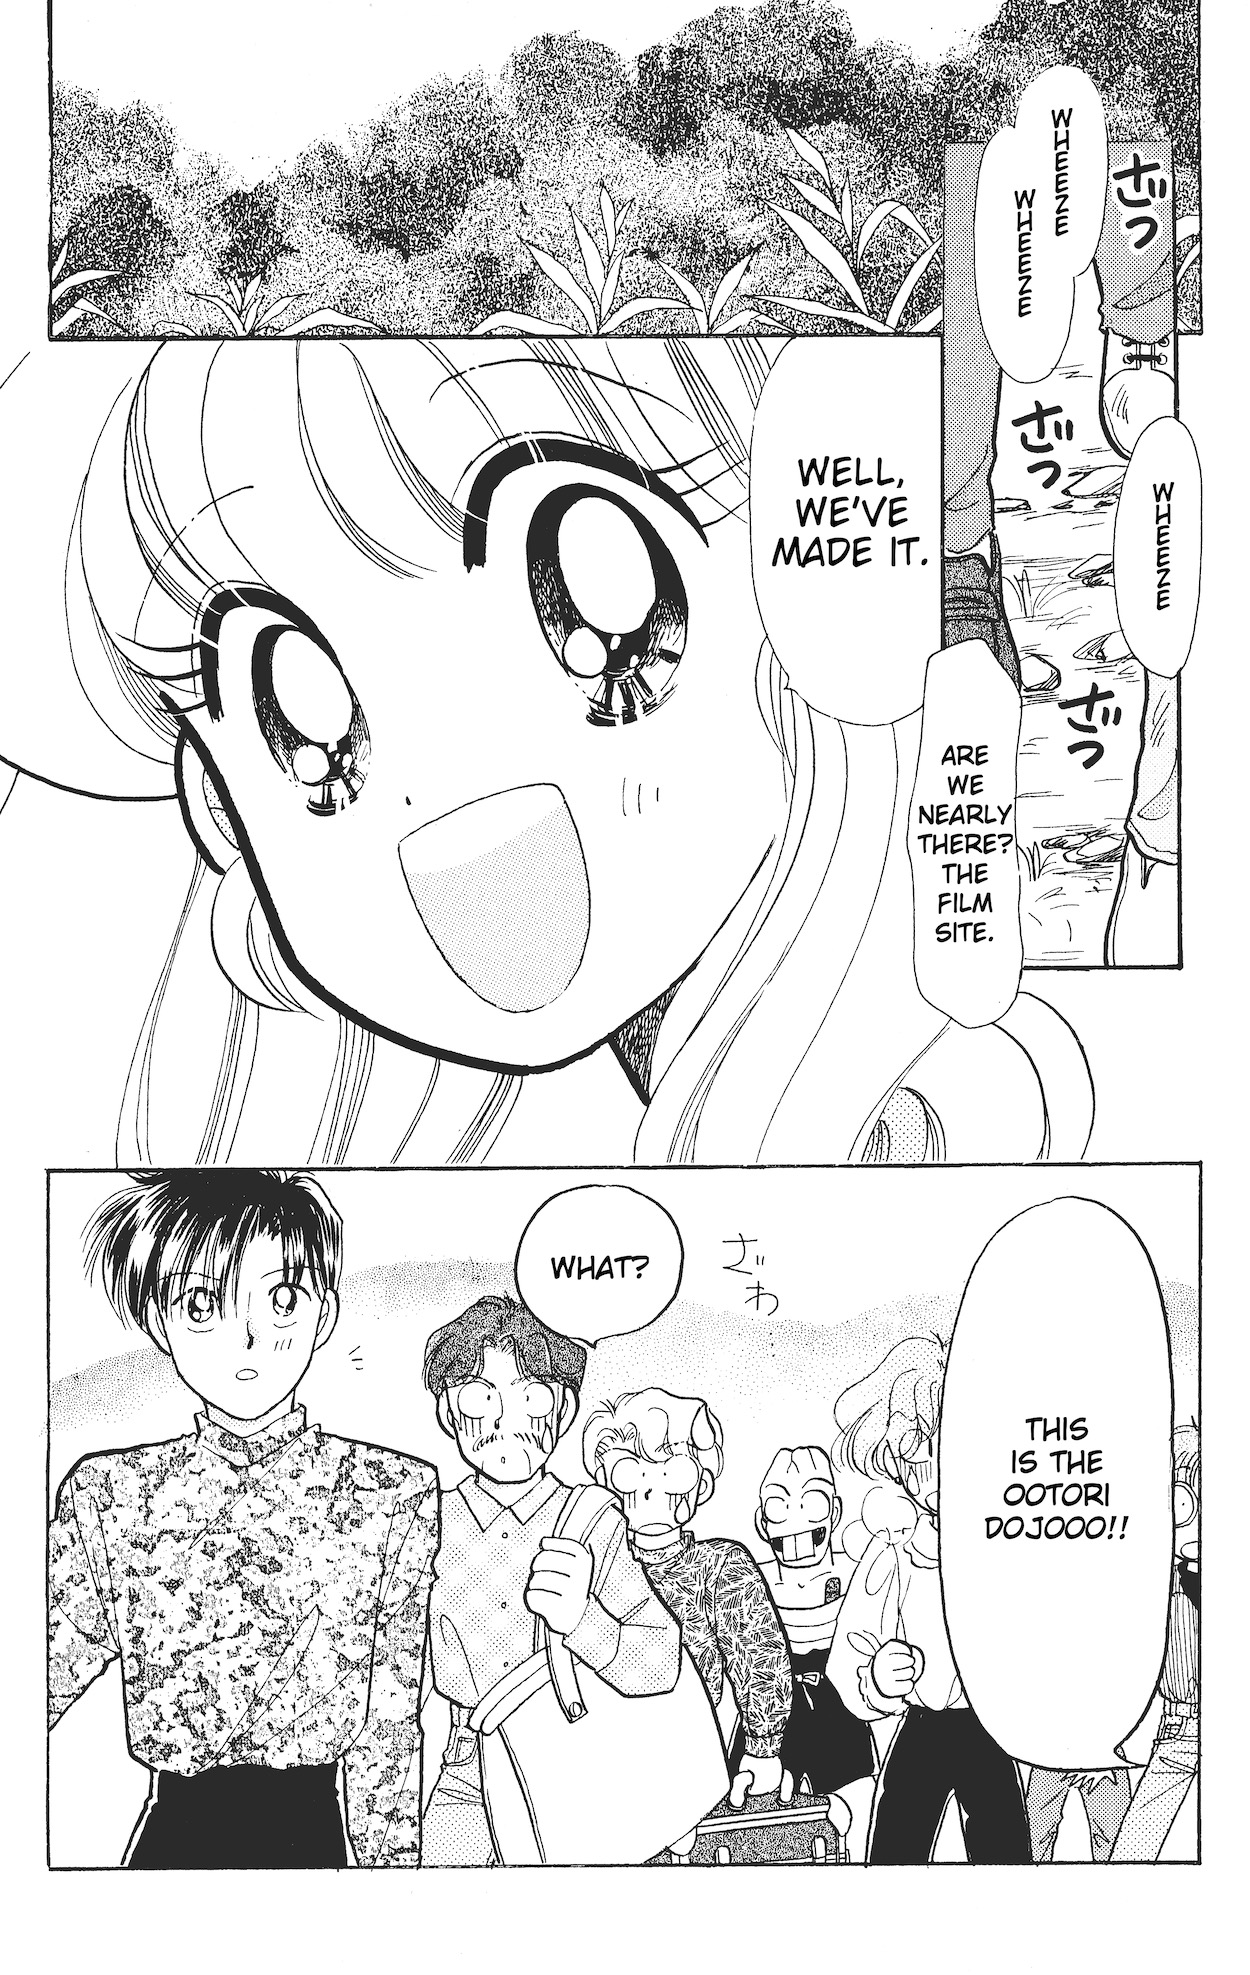 WHEEZE
WHEEZE
ざっ
ざっ
WHEEZE
ざっ
ARE
WE
NEARLY
THERE?
THE
FILM
SITE.
WELL,
WE'VE
MADE IT.
THIS
IS THE
OOTORI
DOJOOO!!
ざわ…
WHAT?